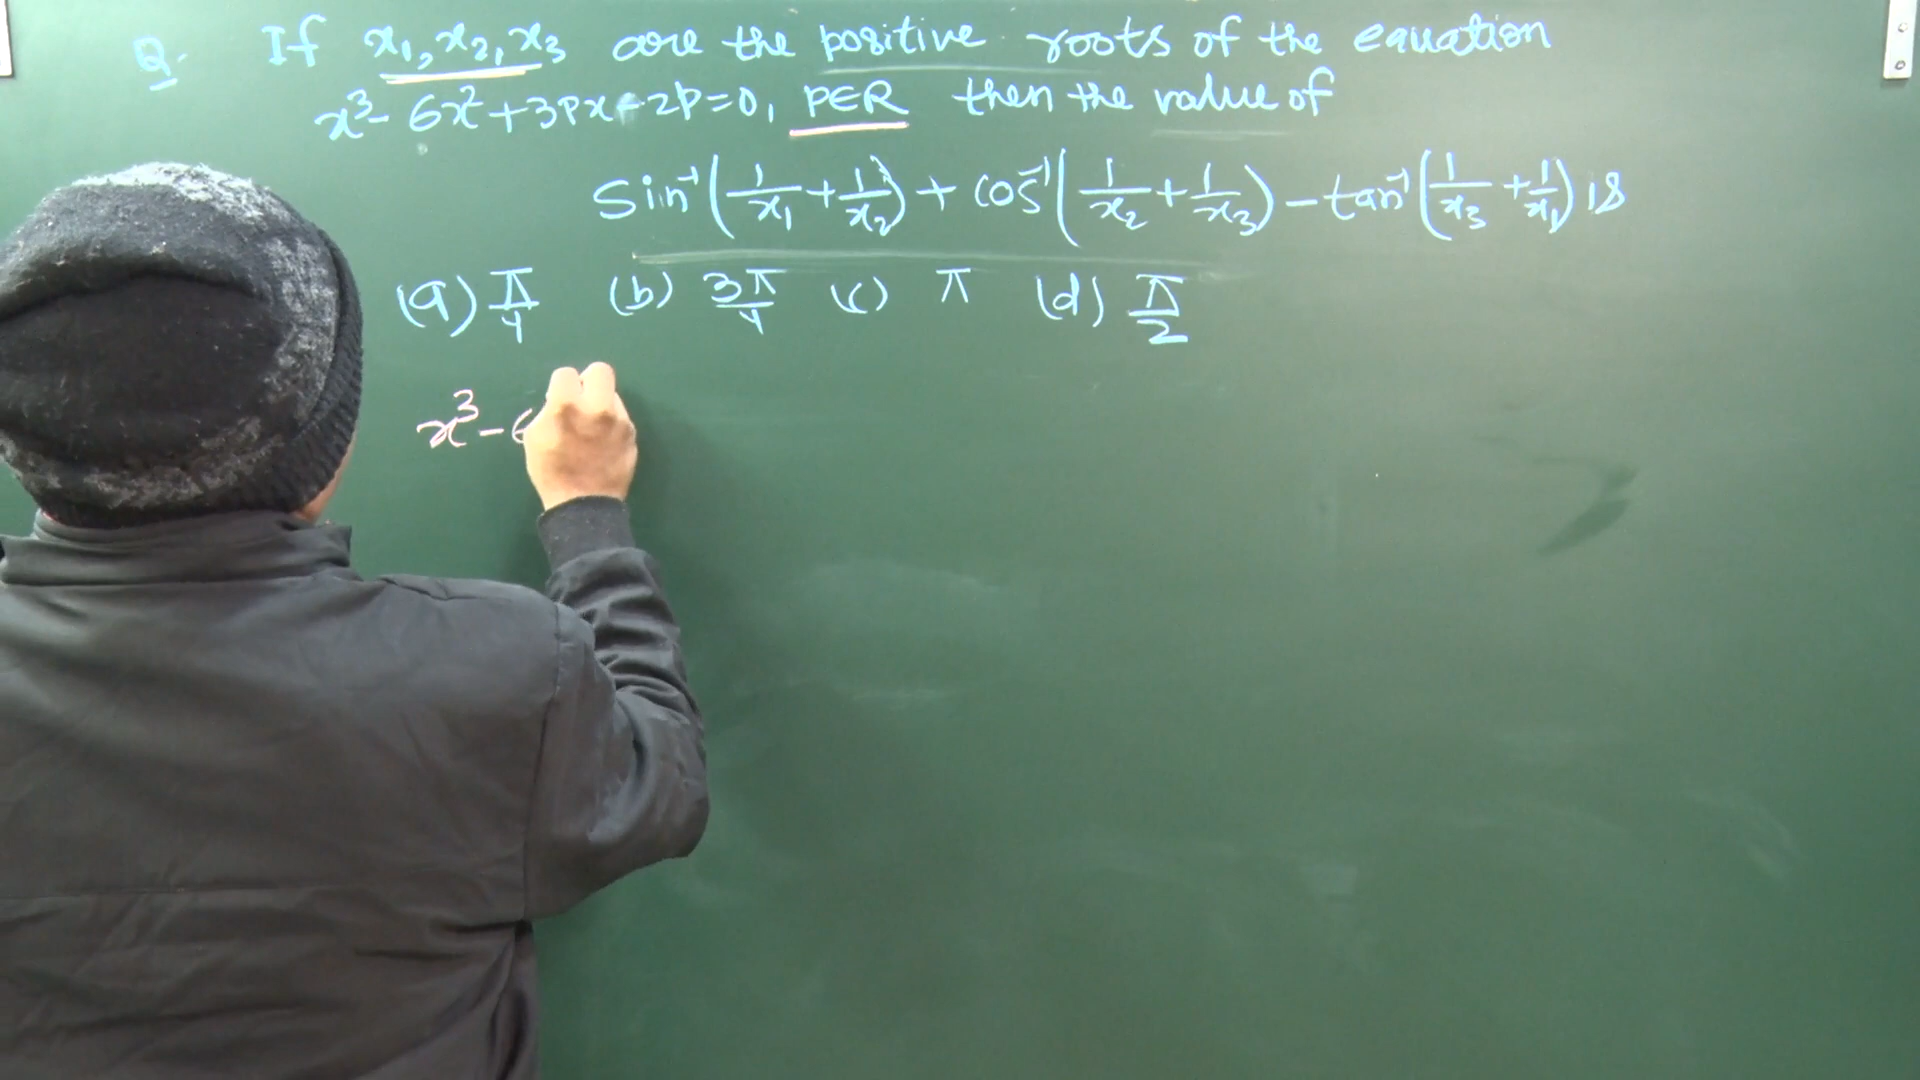 Q. If x₁, x₂, x₃ are the positive roots of the equation
x³ - 6x² + 3px - 2p = 0, p∈R then the value of
Sin⁻¹(1/x₁ + 1/x₂) + Cos⁻¹(1/x₂ + 1/x₃) - tan⁻¹(1/x₃ + 1/x₁) is
(a) π/4 (b) 3π/4 (c) π (d) π/2
x³ - 6